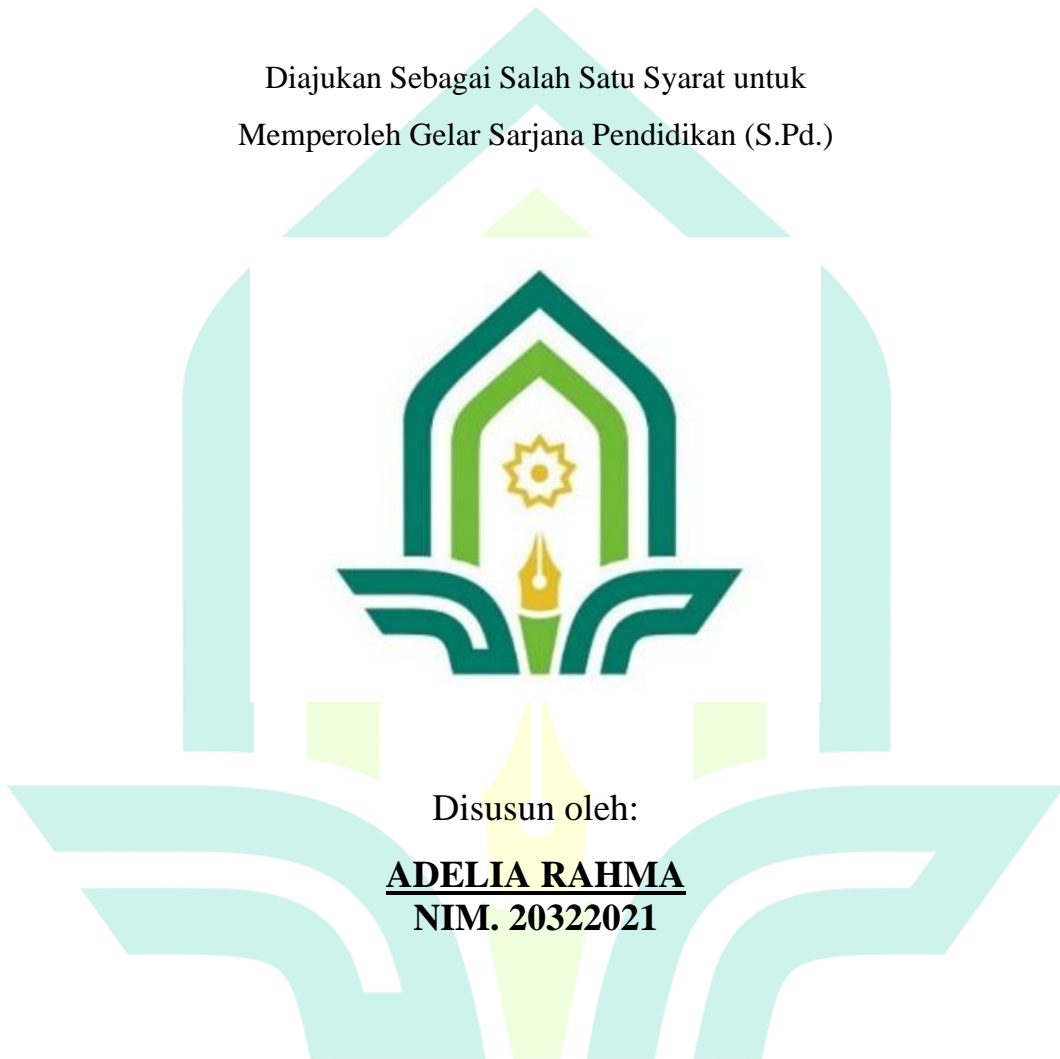 Diajukan Sebagai Salah Satu Syarat untuk
Memperoleh Gelar Sarjana Pendidikan (S.Pd.)
Disusun oleh:
ADELIA RAHMA
NIM. 20322021